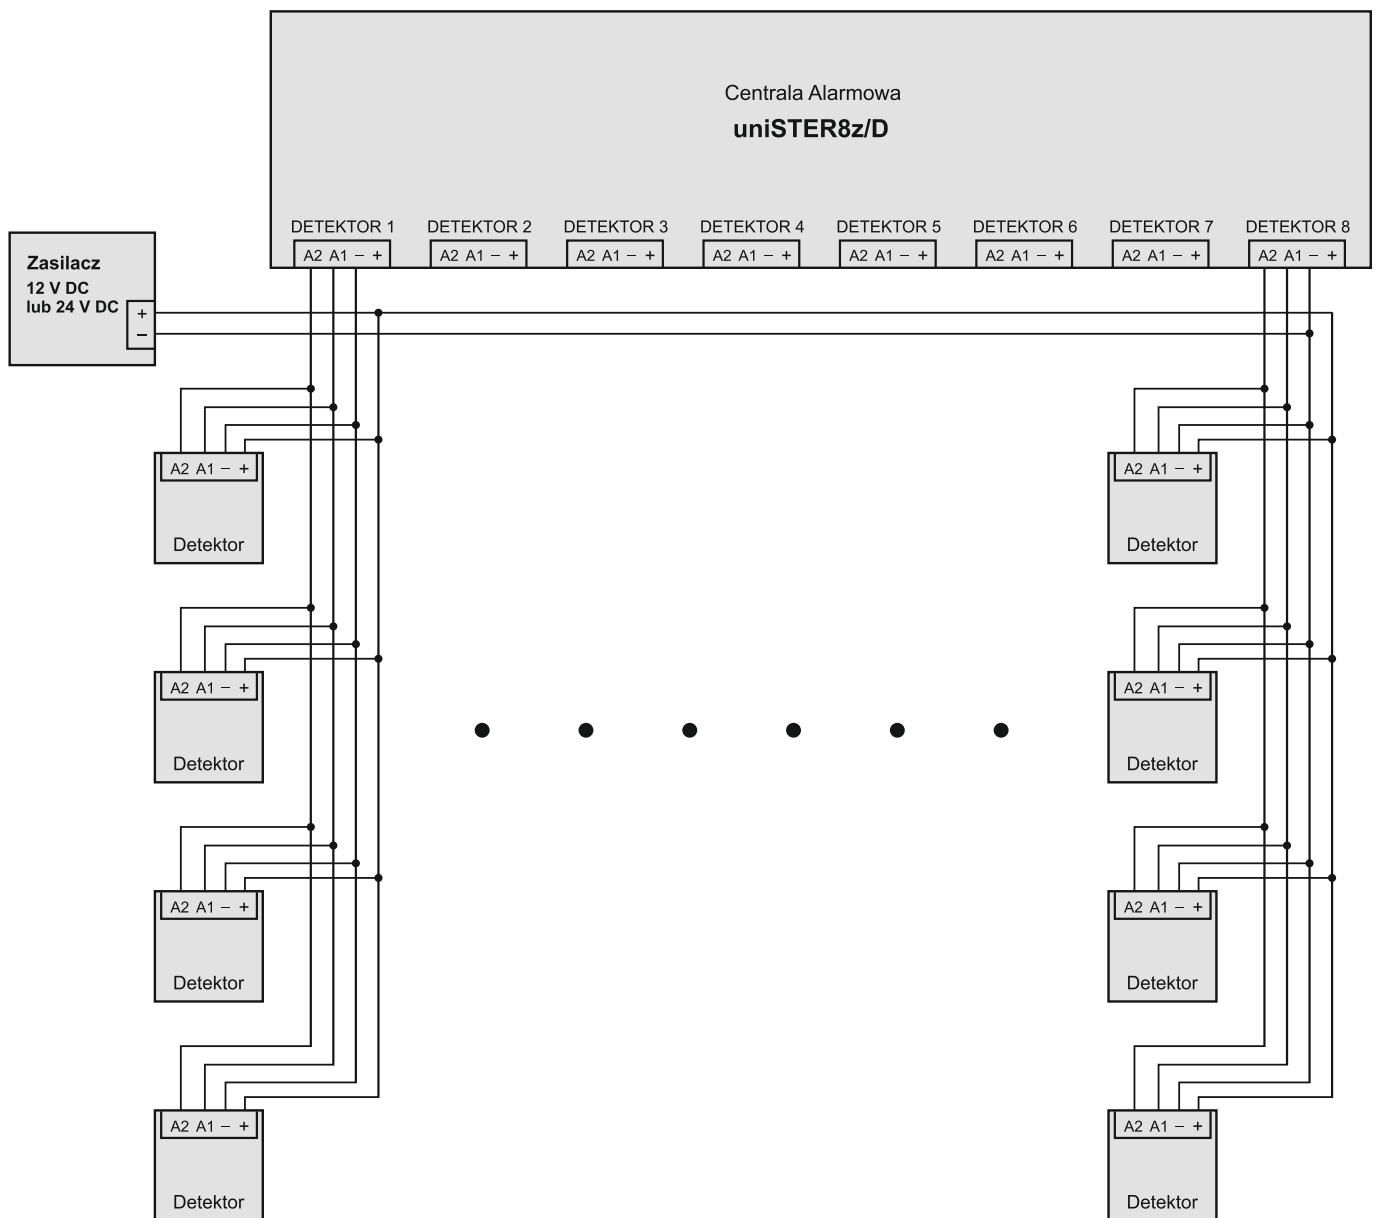 Centrala Alarmowa
uniSTER8z/D
DETEKTOR 1 DETEKTOR 2 DETEKTOR 3 DETEKTOR 4 DETEKTOR 5 DETEKTOR 6 DETEKTOR 7 DETEKTOR 8
A2 A1 − + A2 A1 − + A2 A1 − + A2 A1 − + A2 A1 − + A2 A1 − + A2 A1 − + A2 A1 − +
Zasilacz
12 V DC
lub 24 V DC
+
−
A2 A1 − + A2 A1 − +
Detektor Detektor
A2 A1 − + A2 A1 − +
Detektor Detektor
A2 A1 − + A2 A1 − +
Detektor Detektor
A2 A1 − + A2 A1 − +
Detektor Detektor